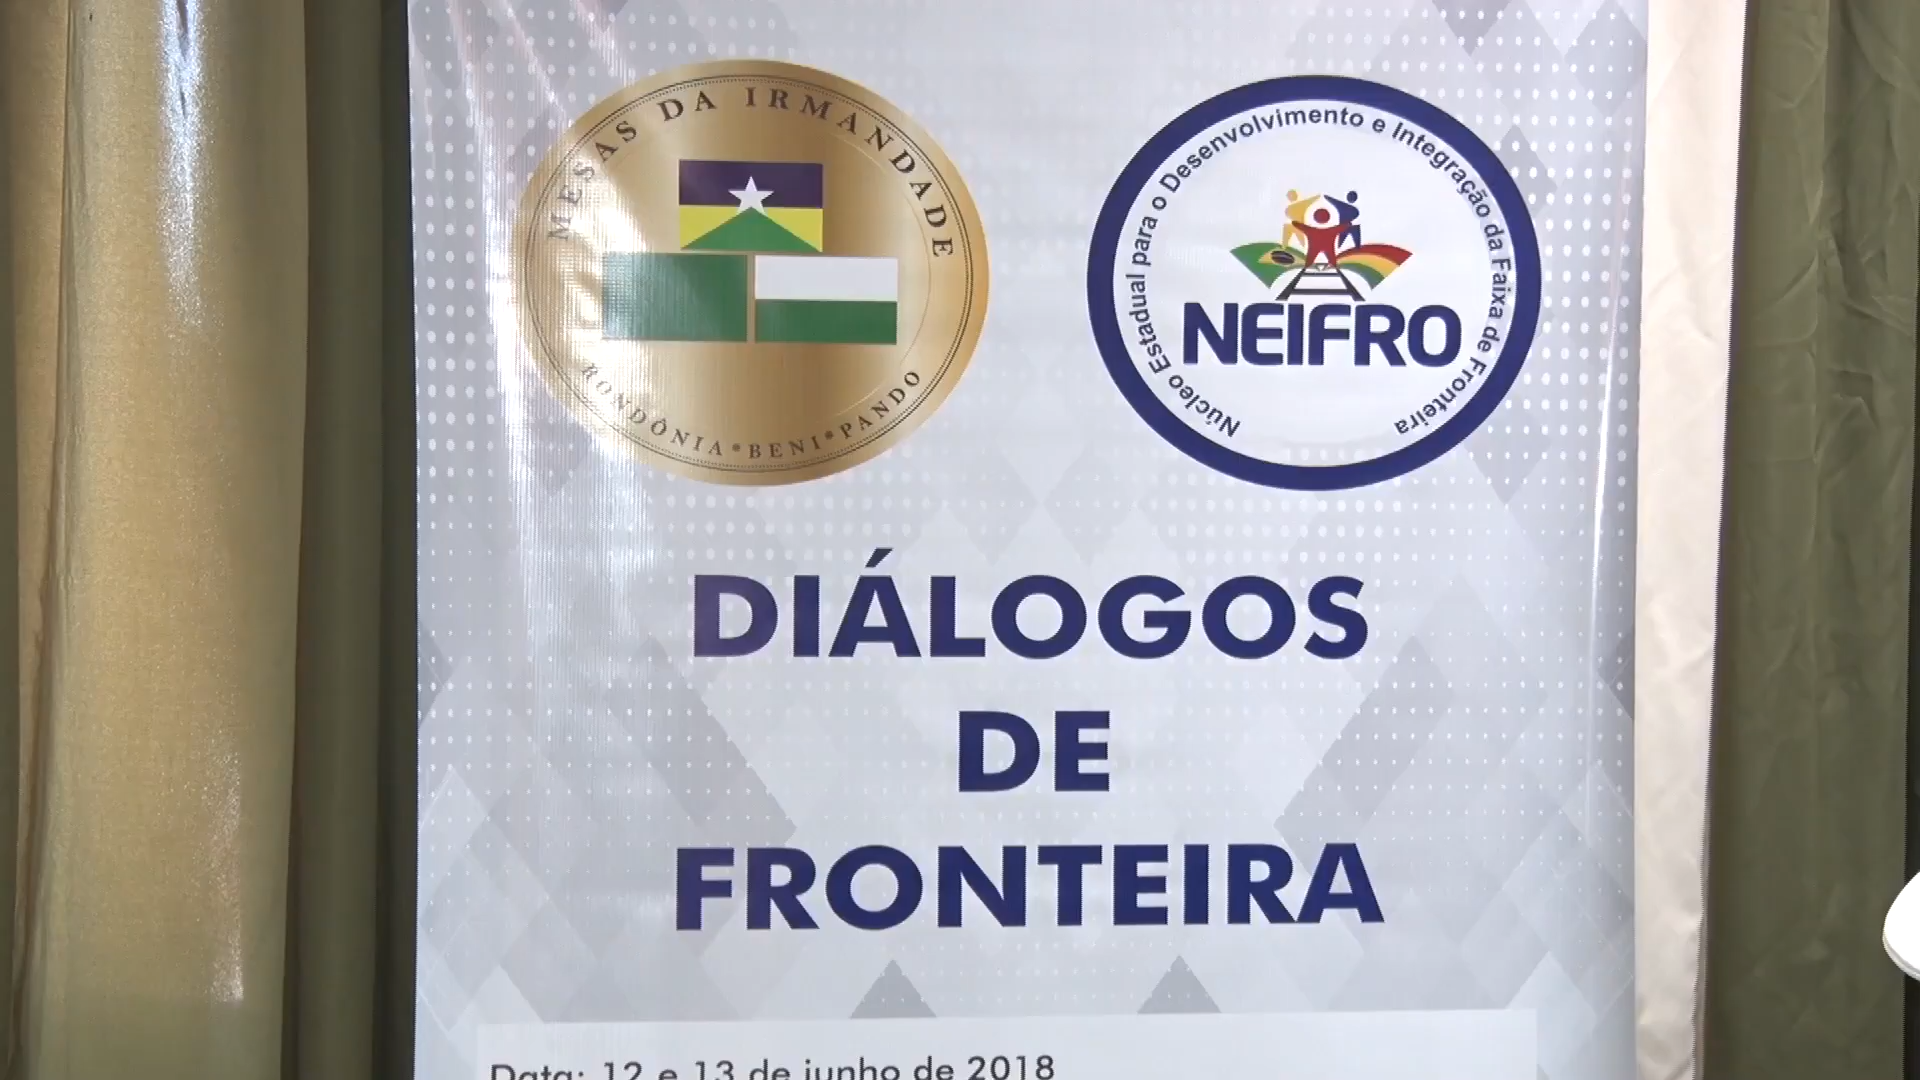 MESAS DA IRMANDADE
RONDÔNIA • BENI • PANDO
Núcleo Estadual para o Desenvolvimento e Integração da Faixa de Fronteira
NEIFRO
DIÁLOGOS
DE
FRONTEIRA
Data: 12 e 13 de junho de 2018